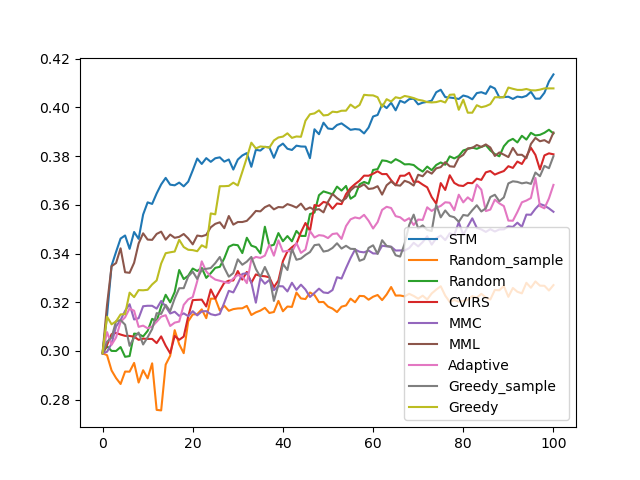 0.42
0.40
0.38
0.36
0.34
0.32
0.30
0.28
0
20
40
60
80
100
STM
Random_sample
Random
CVIRS
MMC
MML
Adaptive
Greedy_sample
Greedy